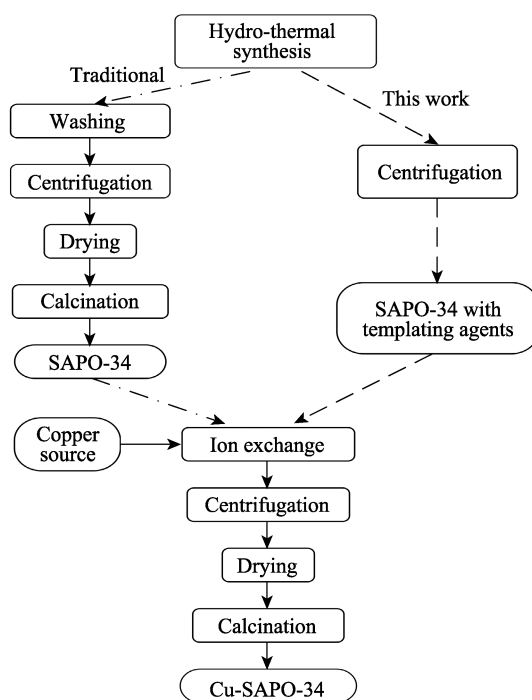 Hydro-thermal
synthesis
Traditional
This work
Washing
Centrifugation
Drying
Calcination
SAPO-34
Centrifugation
SAPO-34 with
templating agents
Copper
source
Ion exchange
Centrifugation
Drying
Calcination
Cu-SAPO-34